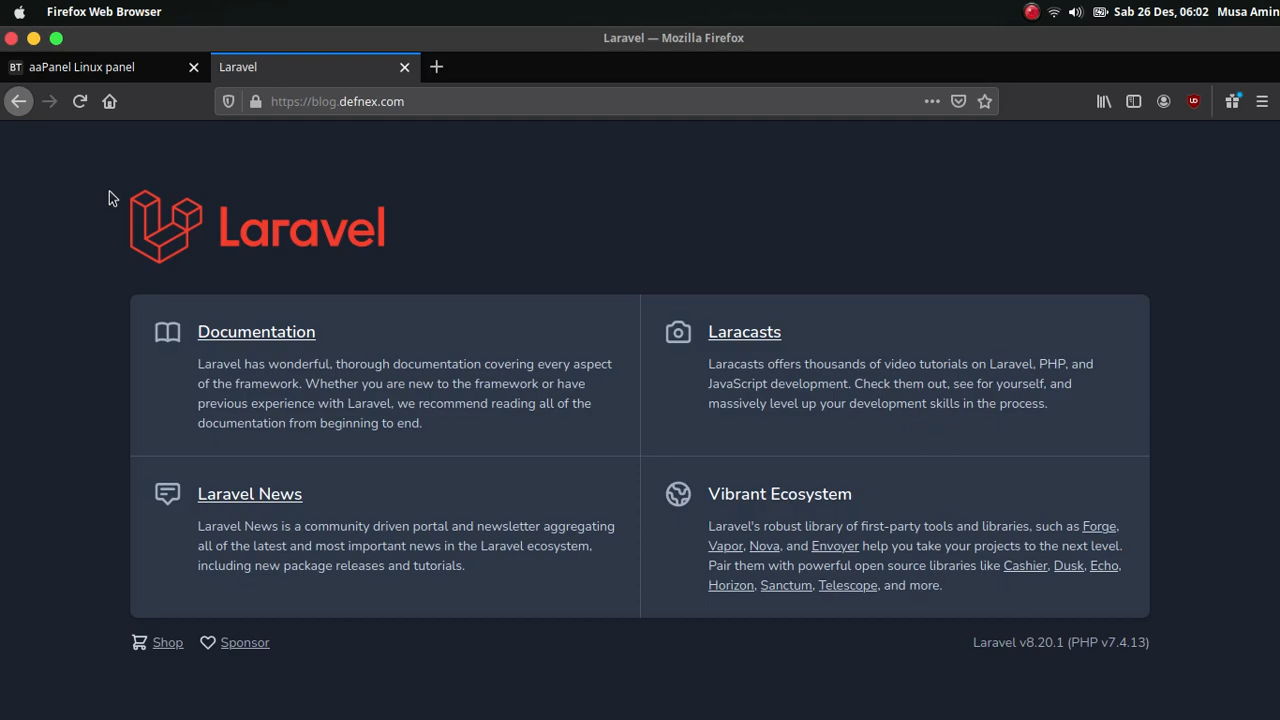 Firefox Web Browser
Sab 26 Des, 06:02 Musa Amin
Laravel — Mozilla Firefox
BT aaPanel Linux panel
Laravel
https://blog.defnex.com
UD
Laravel
Documentation
Laravel has wonderful, thorough documentation covering every aspect
of the framework. Whether you are new to the framework or have
previous experience with Laravel, we recommend reading all of the
documentation from beginning to end.
Laracasts
Laracasts offers thousands of video tutorials on Laravel, PHP, and
JavaScript development. Check them out, see for yourself, and
massively level up your development skills in the process.
Laravel News
Laravel News is a community driven portal and newsletter aggregating
all of the latest and most important news in the Laravel ecosystem,
including new package releases and tutorials.
Vibrant Ecosystem
Laravel's robust library of first-party tools and libraries, such as Forge,
Vapor, Nova, and Envoyer help you take your projects to the next level.
Pair them with powerful open source libraries like Cashier, Dusk, Echo,
Horizon, Sanctum, Telescope, and more.
Shop
Sponsor
Laravel v8.20.1 (PHP v7.4.13)